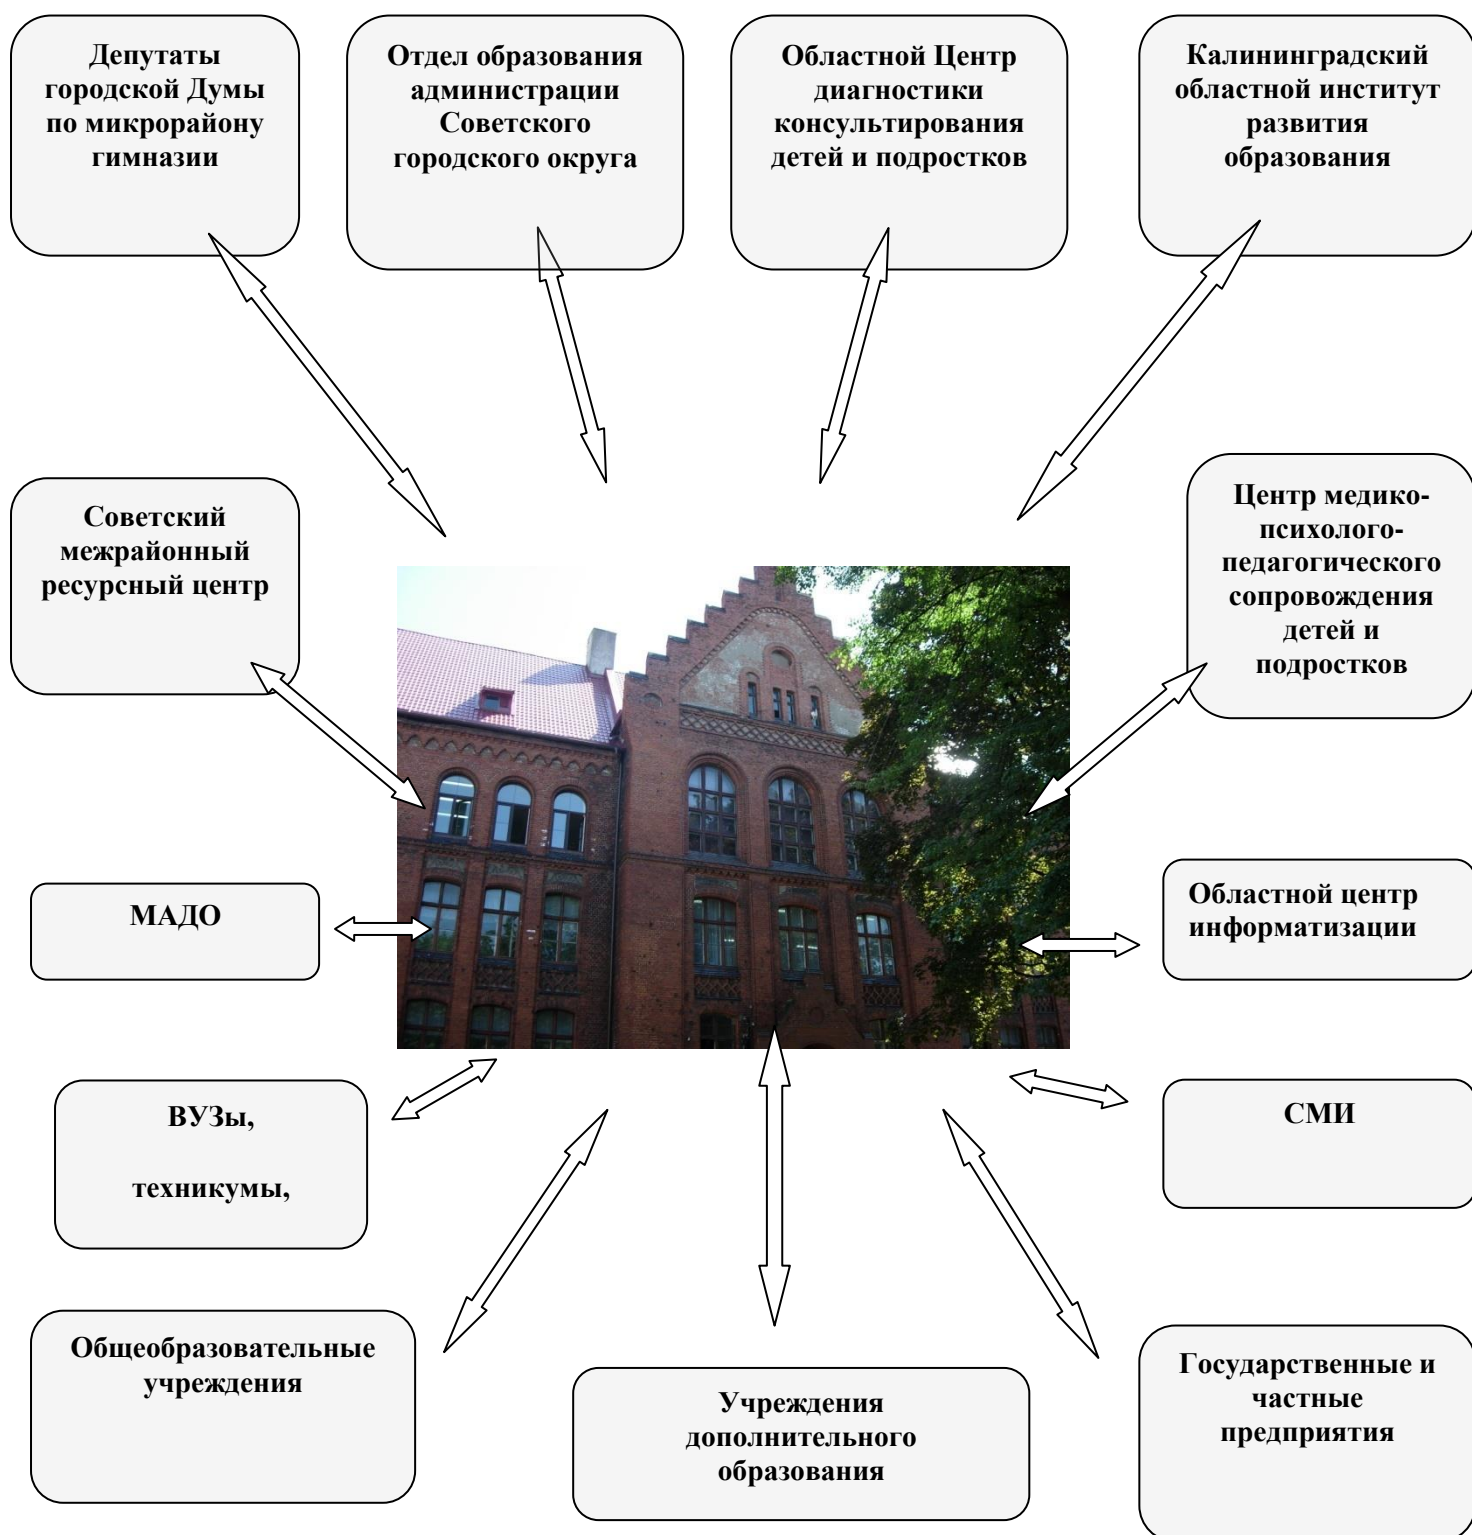 Депутаты
городской Думы
по микрорайону
гимназии
Отдел образования
администрации
Советского
городского округа
Областной Центр
диагностики
консультирования
детей и подростков
Калининградский
областной институт
развития
образования
Советский
межрайонный
ресурсный центр
Центр медико-
психолого-
педагогического
сопровождения
детей и
подростков
МАДО
Областной центр
информатизации
ВУЗы,
техникумы,
СМИ
Общеобразовательные
учреждения
Учреждения
дополнительного
образования
Государственные и
частные
предприятия